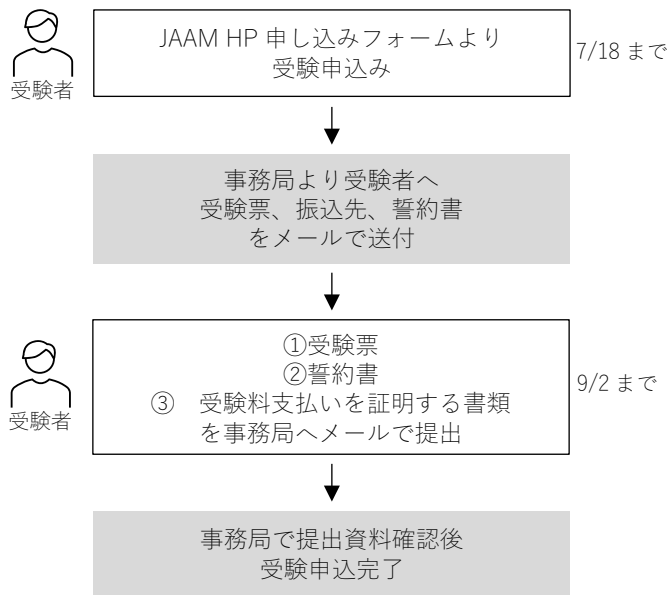 JAAM HP 申し込みフォームより
受験申込み
7/18 まで
受験者
事務局より受験者へ
受験票、振込先、誓約書
をメールで送付
①受験票
②誓約書
③ 受験料支払いを証明する書類
を事務局へメールで提出
9/2 まで
受験者
事務局で提出資料確認後
受験申込完了